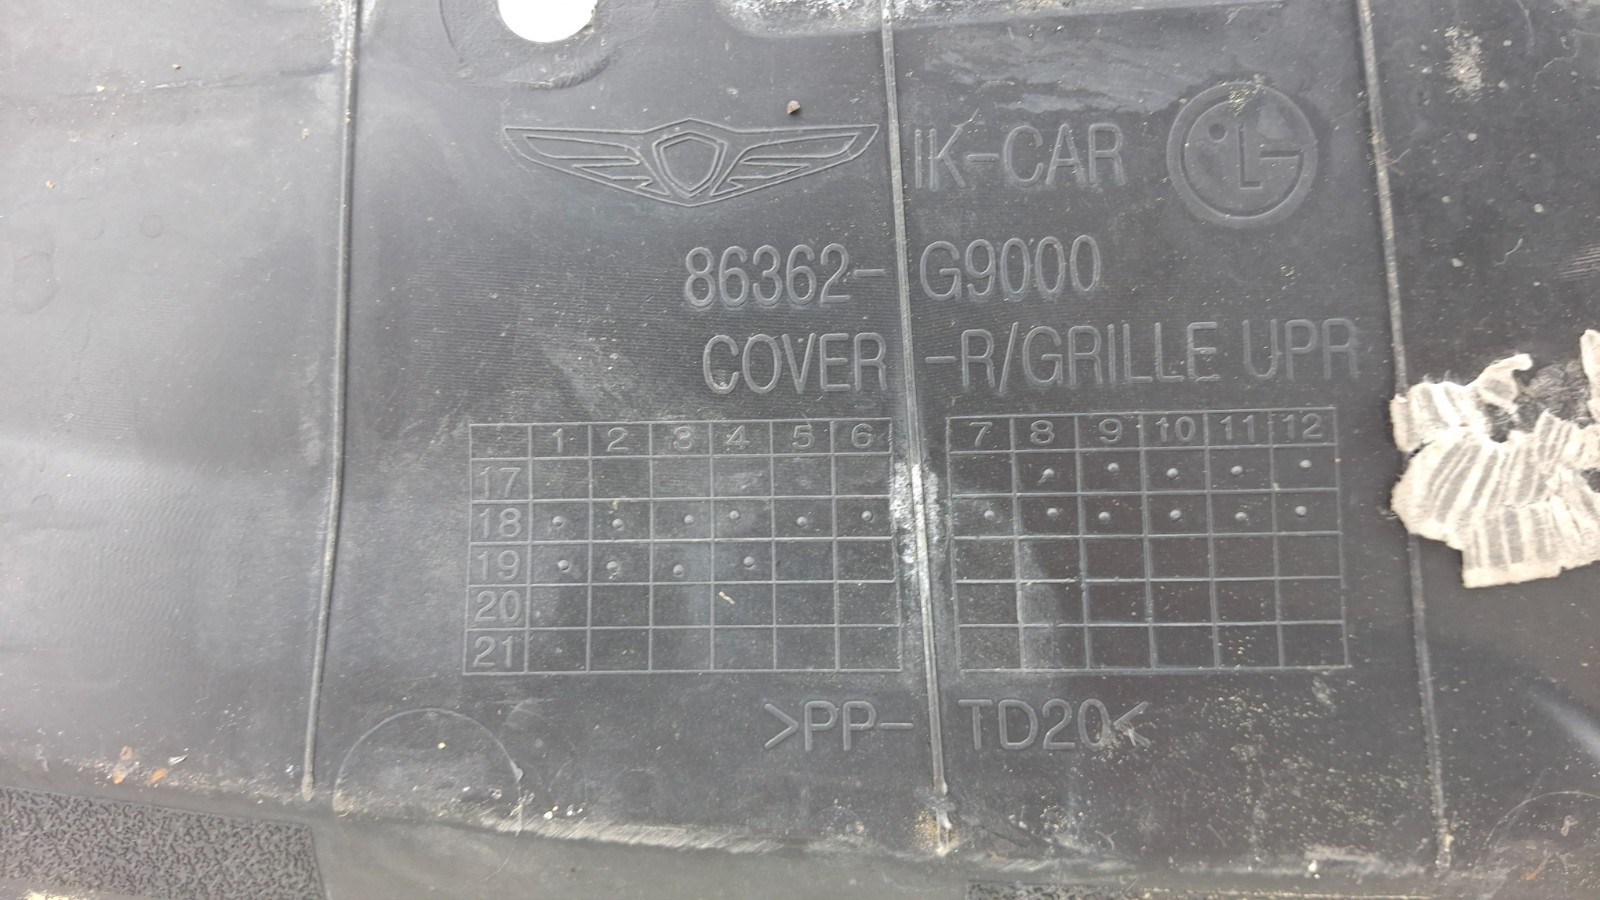 IK-CAR LG
86362- G9000
COVER -R/GRILLE UPR
1 2 3 4 5 6 7 8 9 10 11 12
17
18
19
20
21
>PP- TD20<